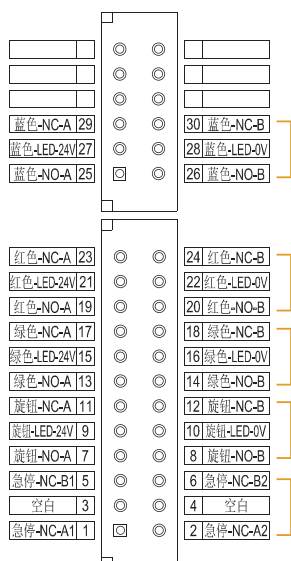 蓝色-NC-A 29 30 蓝色-NC-B
蓝色-LED-24V 27 28 蓝色-LED-0V
蓝色-NO-A 25 26 蓝色-NO-B
红色-NC-A 23 24 红色-NC-B
红色-LED-24V 21 22 红色-LED-0V
红色-NO-A 19 20 红色-NO-B
绿色-NC-A 17 18 绿色-NC-B
绿色-LED-24V 15 16 绿色-LED-0V
绿色-NO-A 13 14 绿色-NO-B
旋钮-NC-A 11 12 旋钮-NC-B
旋钮-LED-24V 9 10 旋钮-LED-0V
旋钮-NO-A 7 8 旋钮-NO-B
急停-NC-B1 5 6 急停-NC-B2
空白 3 4 空白
急停-NC-A1 1 2 急停-NC-A2